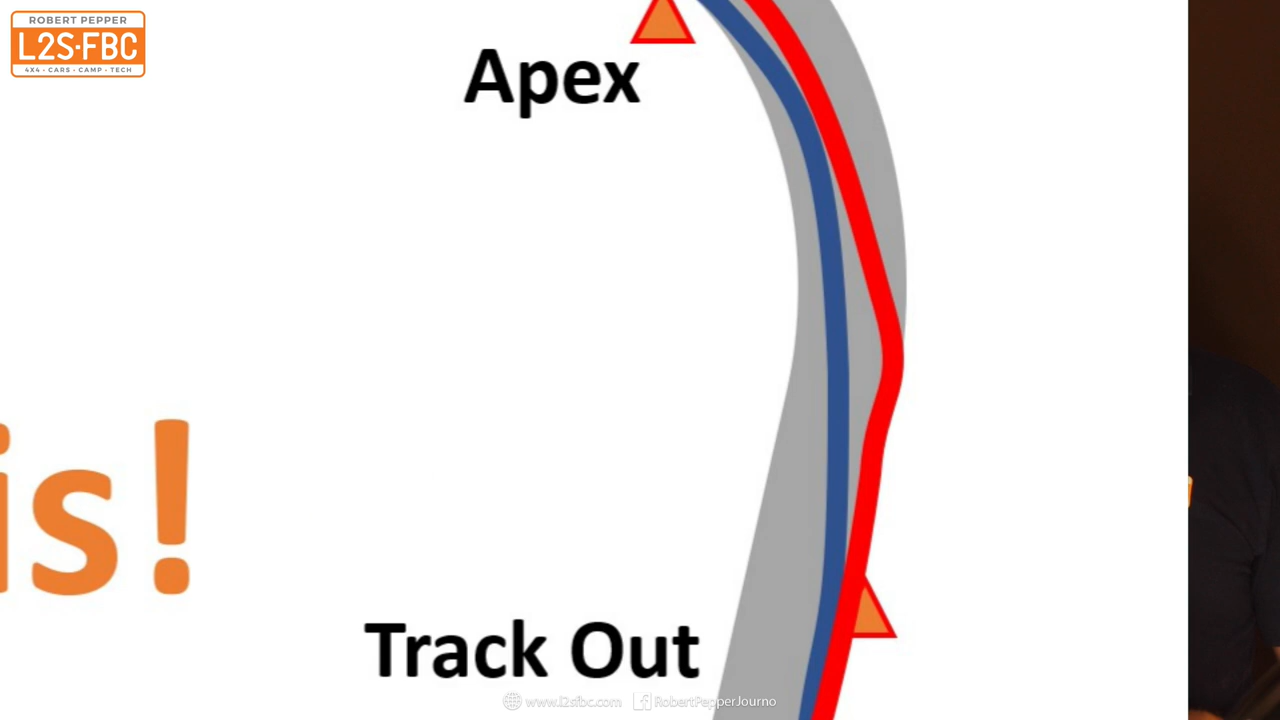 ROBERT PEPPER
L2S·FBC
4X4 · CARS · CAMP · TECH
Apex
is!
Track Out
www.l2sfbc.com RobertPepperJourno